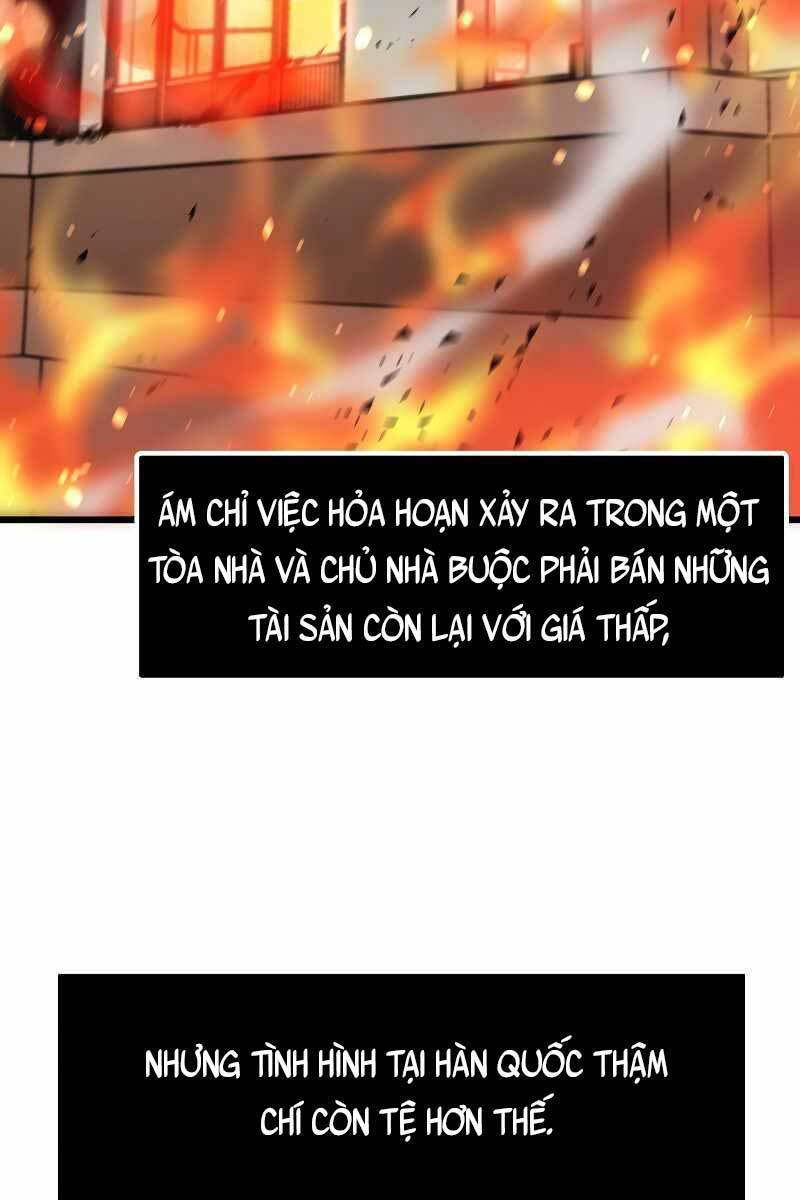 ÁM CHỈ VIỆC HỎA HOẠN XẢY RA TRONG MỘT
TÒA NHÀ VÀ CHỦ NHÀ BUỘC PHẢI BÁN NHỮNG
TÀI SẢN CÒN LẠI VỚI GIÁ THẤP,
NHƯNG TÌNH HÌNH TẠI HÀN QUỐC THẬM
CHÍ CÒN TỆ HƠN THẾ.